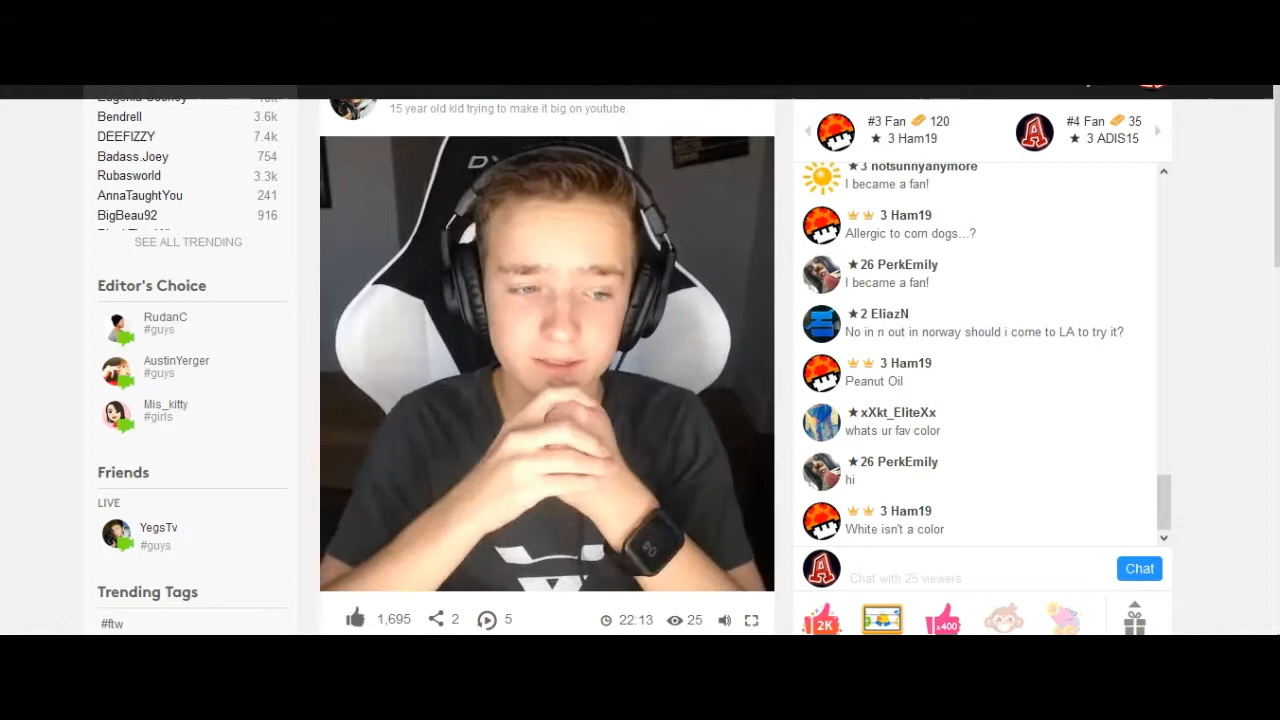 15 year old kid trying to make it big on youtube.
Bendrell 3.6k
DEEFIZZY 7.4k
Badass.Joey 754
Rubasworld 3.3k
AnnaTaughtYou 241
BigBeau92 916
SEE ALL TRENDING
Editor's Choice
RudanC
#guys
AustinYerger
#guys
Mis_kitty
#girls
Friends
LIVE
YegsTv
#guys
Trending Tags
#ftw
1,695 2 5 22:13 25
#3 Fan 120
★ 3 Ham19
#4 Fan 35
★ 3 ADIS15
★3 notsunnyanymore
I became a fan!
3 Ham19
Allergic to corn dogs...?
★26 PerkEmily
I became a fan!
★2 EliazN
No in n out in norway should i come to LA to try it?
3 Ham19
Peanut Oil
★xXkt_EliteXx
whats ur fav color
★26 PerkEmily
hi
3 Ham19
White isn't a color
Chat with 25 viewers
Chat
2K
x400